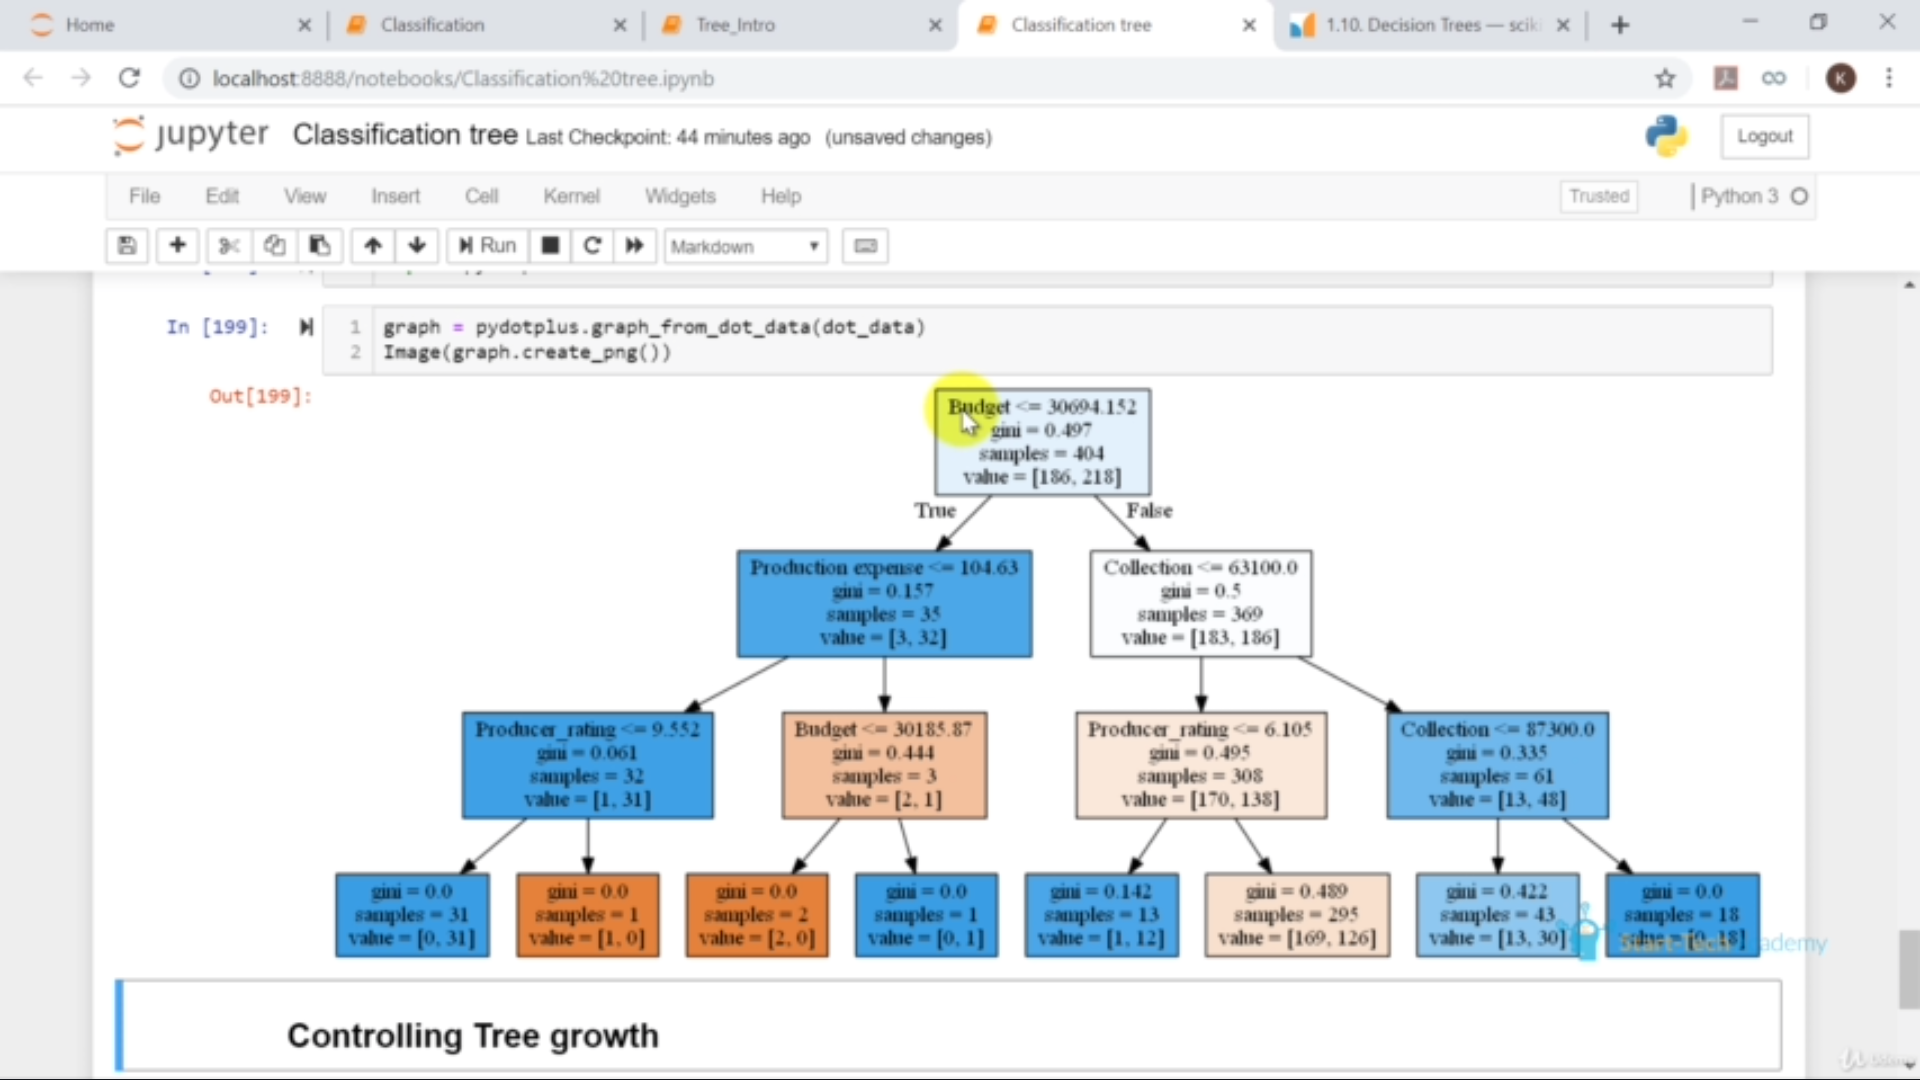 Home
Classification
Tree_Intro
Classification tree
1.10. Decision Trees — scik
localhost:8888/notebooks/Classification%20tree.ipynb
K
jupyter Classification tree Last Checkpoint: 44 minutes ago (unsaved changes)
Logout
File Edit View Insert Cell Kernel Widgets Help
Trusted
Python 3
Run
Markdown
In [199]:
1 graph = pydotplus.graph_from_dot_data(dot_data)
2 Image(graph.create_png())
Out[199]:
Budget <= 30694.152
gini = 0.497
samples = 404
value = [186, 218]
True
False
Production expense <= 104.63
gini = 0.157
samples = 35
value = [3, 32]
Collection <= 63100.0
gini = 0.5
samples = 369
value = [183, 186]
Producer_rating <= 9.552
gini = 0.061
samples = 32
value = [1, 31]
Budget <= 30185.87
gini = 0.444
samples = 3
value = [2, 1]
Producer_rating <= 6.105
gini = 0.495
samples = 308
value = [170, 138]
Collection <= 87300.0
gini = 0.335
samples = 61
value = [13, 48]
gini = 0.0
samples = 31
value = [0, 31]
gini = 0.0
samples = 1
value = [1, 0]
gini = 0.0
samples = 2
value = [2, 0]
gini = 0.0
samples = 1
value = [0, 1]
gini = 0.142
samples = 13
value = [1, 12]
gini = 0.489
samples = 295
value = [169, 126]
gini = 0.422
samples = 43
value = [13, 30]
gini = 0.0
samples = 18
value = [0, 18]
Start-Tech Academy
Controlling Tree growth